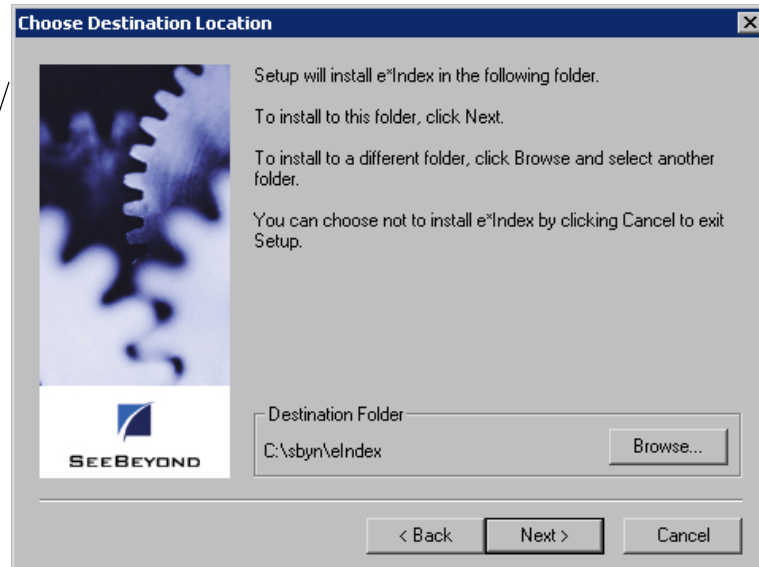 Choose Destination Location
Setup will install e*Index in the following folder.
To install to this folder, click Next.
To install to a different folder, click Browse and select another
folder.
You can choose not to install e*Index by clicking Cancel to exit
Setup.
SEEBEYOND
Destination Folder
C:\sbyn\eIndex
Browse...
< Back
Next >
Cancel